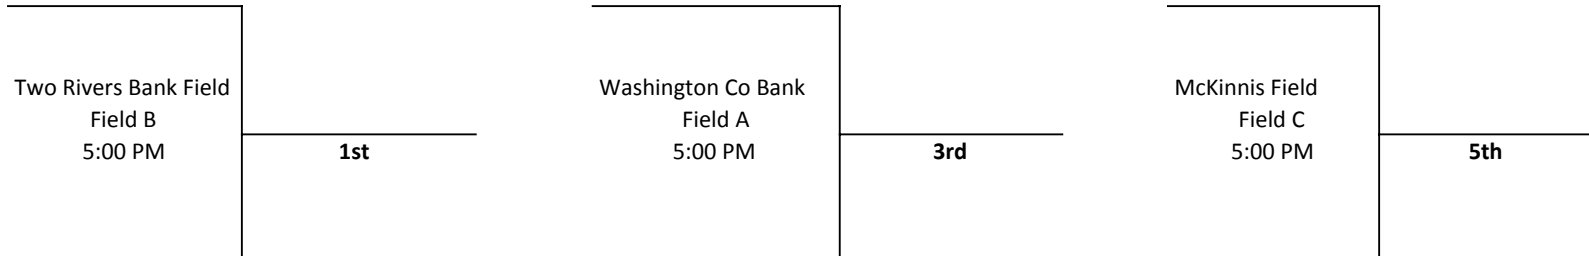 Two Rivers Bank Field
Field B
5:00 PM
1st
Washington Co Bank
Field A
5:00 PM
3rd
McKinnis Field
Field C
5:00 PM
5th